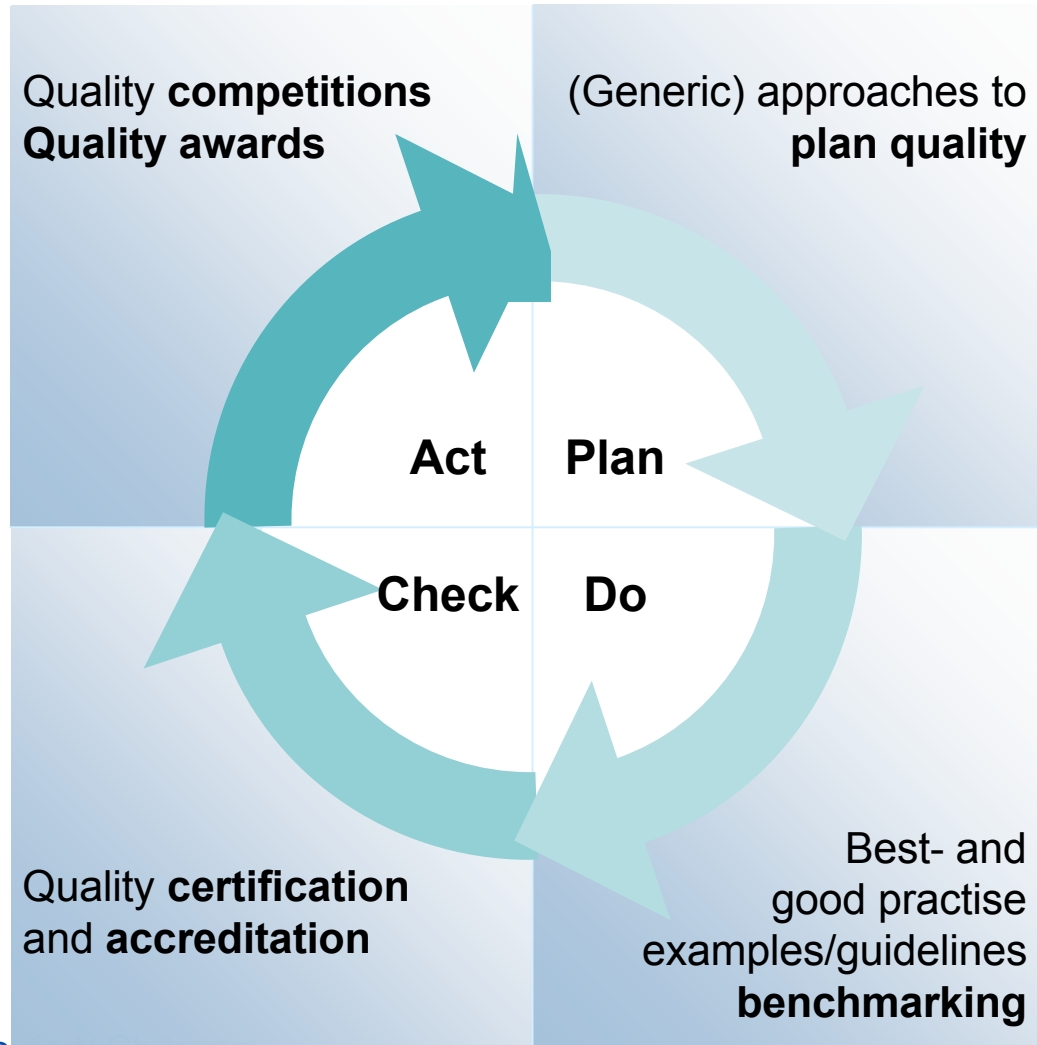 Quality competitions
Quality awards
(Generic) approaches to
plan quality
Act
Plan
Check
Do
Quality certification
and accreditation
Best- and
good practise
examples/guidelines
benchmarking